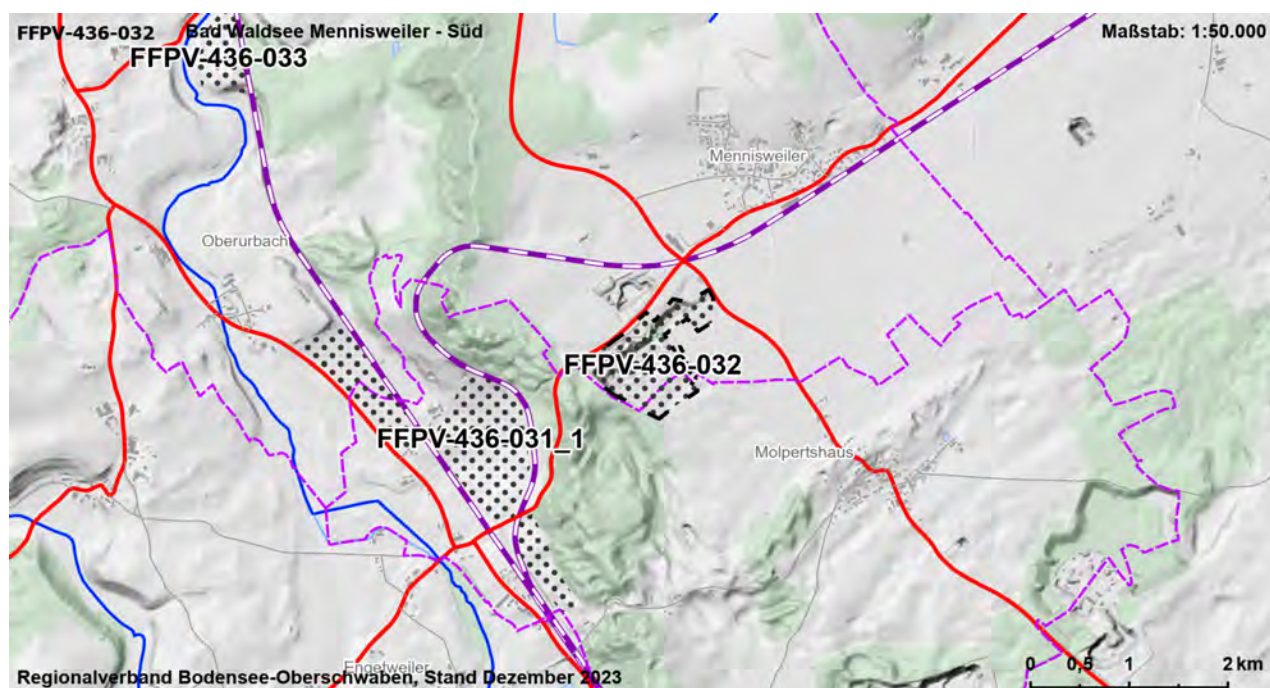 FFPV-436-032 Bad Waldsee Mennisweiler - Süd
Maßstab: 1:50.000
FFPV-436-033
Mennisweiler
Oberurbach
FFPV-436-032
FFPV-436-031_1
Molpertshaus
Engetweiler
0 0,5 1 2 km
Regionalverband Bodensee-Oberschwaben, Stand Dezember 2023